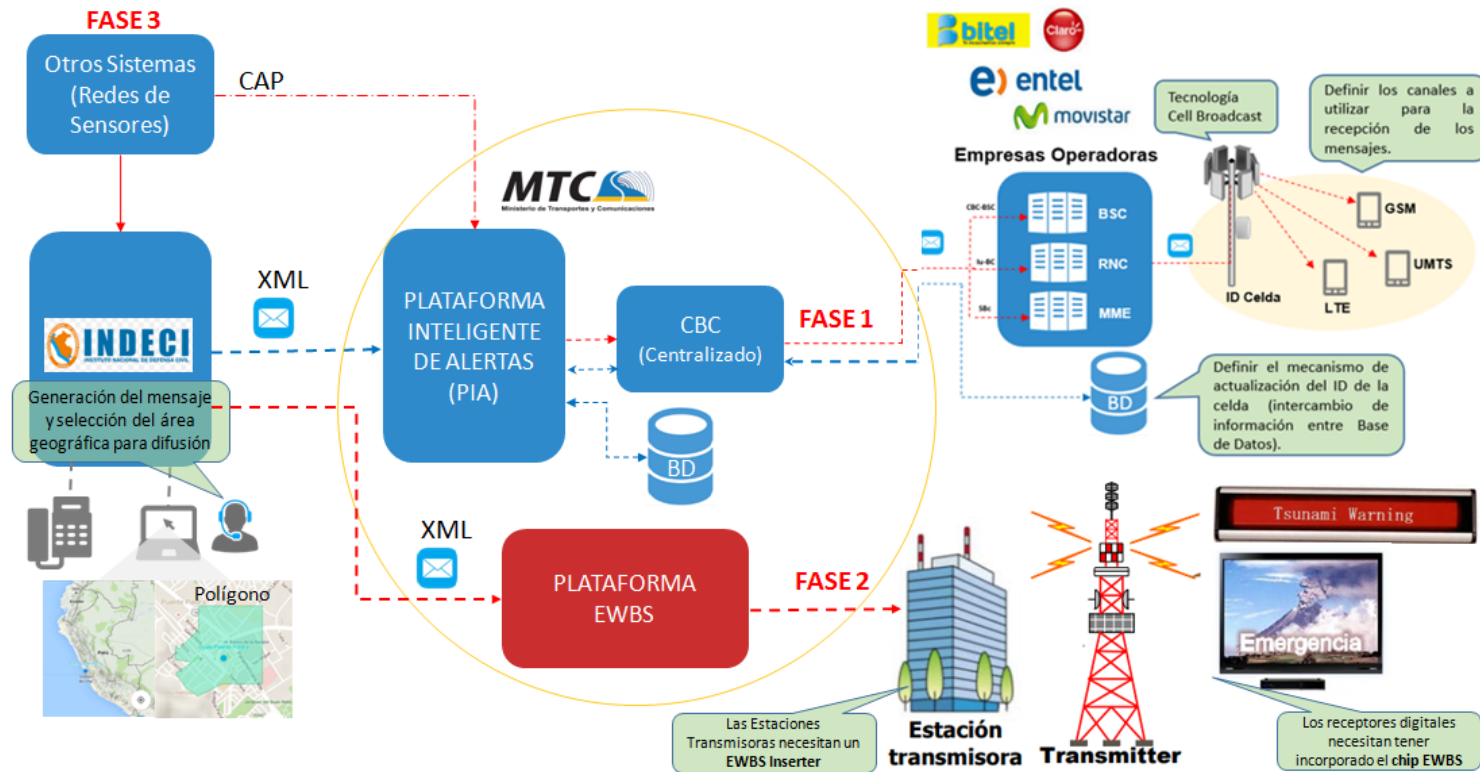 FASE 3
Otros Sistemas
(Redes de
Sensores)
CAP
bitel
Claro
entel
movistar
Empresas Operadoras
Tecnología
Cell Broadcast
Definir los canales a
utilizar para la
recepción de los
mensajes.
MTC
Ministerio de Transportes y Comunicaciones
CBC-BSC
BSC
Iu-BC
RNC
SBc
MME
GSM
UMTS
LTE
ID Celda
XML
INDECI
INSTITUTO NACIONAL DE DEFENSA CIVIL
Generación del mensaje
y selección del área
geográfica para difusión
PLATAFORMA
INTELIGENTE
DE ALERTAS
(PIA)
CBC
(Centralizado)
FASE 1
BD
BD
Definir el mecanismo de
actualización del ID de la
celda (intercambio de
información entre Base
de Datos).
XML
PLATAFORMA
EWBS
FASE 2
Polígono
Perú
Tsunami Warning
Emergencia
Las Estaciones
Transmisoras necesitan un
EWBS Inserter
Estación
transmisora
Transmitter
Los receptores digitales
necesitan tener
incorporado el chip EWBS